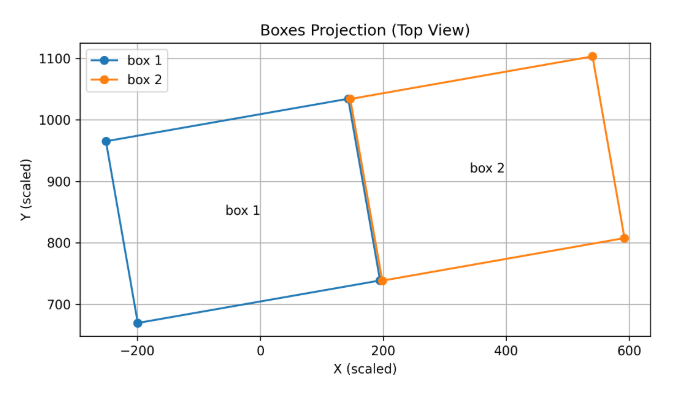 Boxes Projection (Top View)
box 1
box 2
1100
1000
900
800
700
Y (scaled)
box 1
box 2
−200
0
200
400
600
X (scaled)